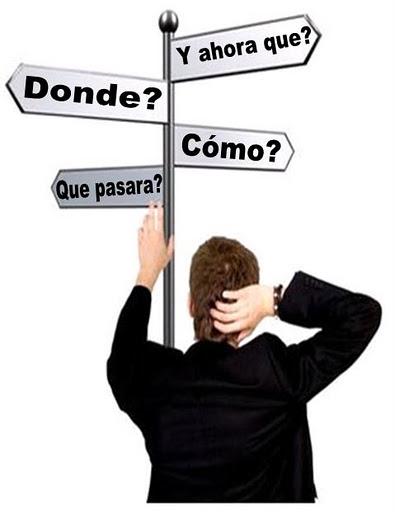 Y ahora que?
Donde?
Cómo?
Que pasara?